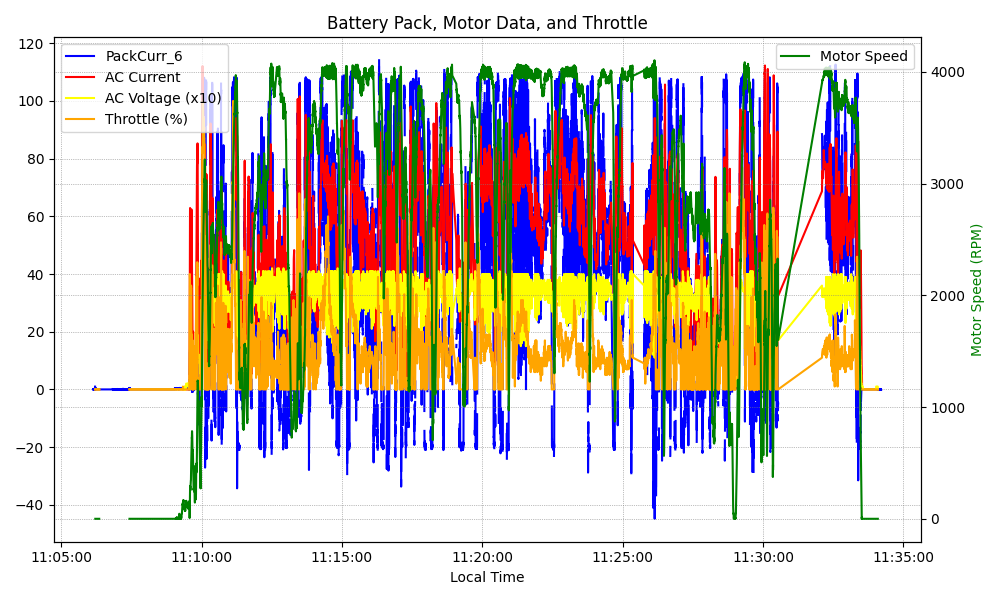 Battery Pack, Motor Data, and Throttle
PackCurr_6
AC Current
AC Voltage (x10)
Throttle (%)
Motor Speed
120
100
80
60
40
20
0
−20
−40
4000
3000
2000
1000
0
Motor Speed (RPM)
11:05:00
11:10:00
11:15:00
11:20:00
11:25:00
11:30:00
11:35:00
Local Time